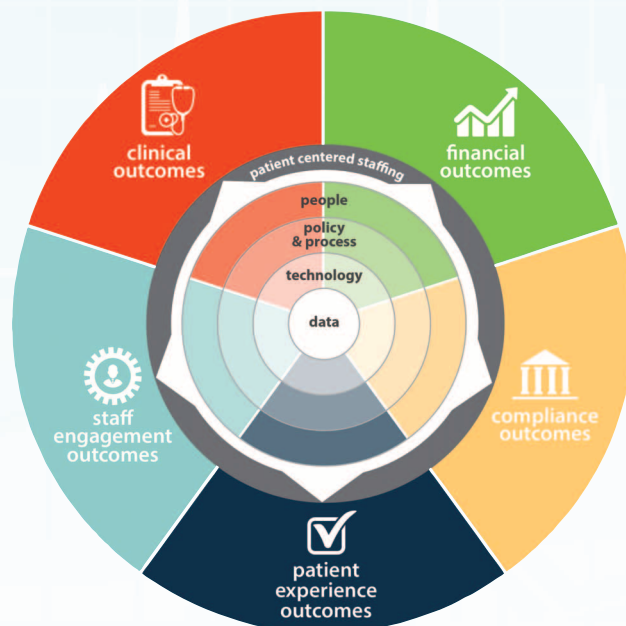 clinical
outcomes
financial
outcomes
patient centered staffing
people
policy
& process
technology
data
staff
engagement
outcomes
compliance
outcomes
patient
experience
outcomes